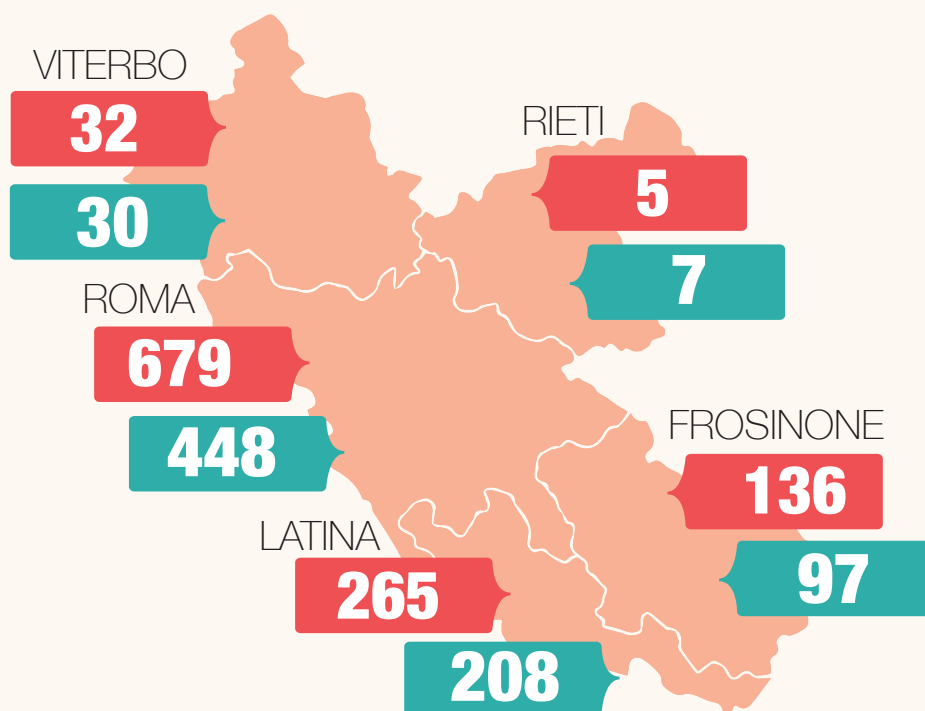 VITERBO
32
30
RIETI
5
7
ROMA
679
448
FROSINONE
136
97
LATINA
265
208